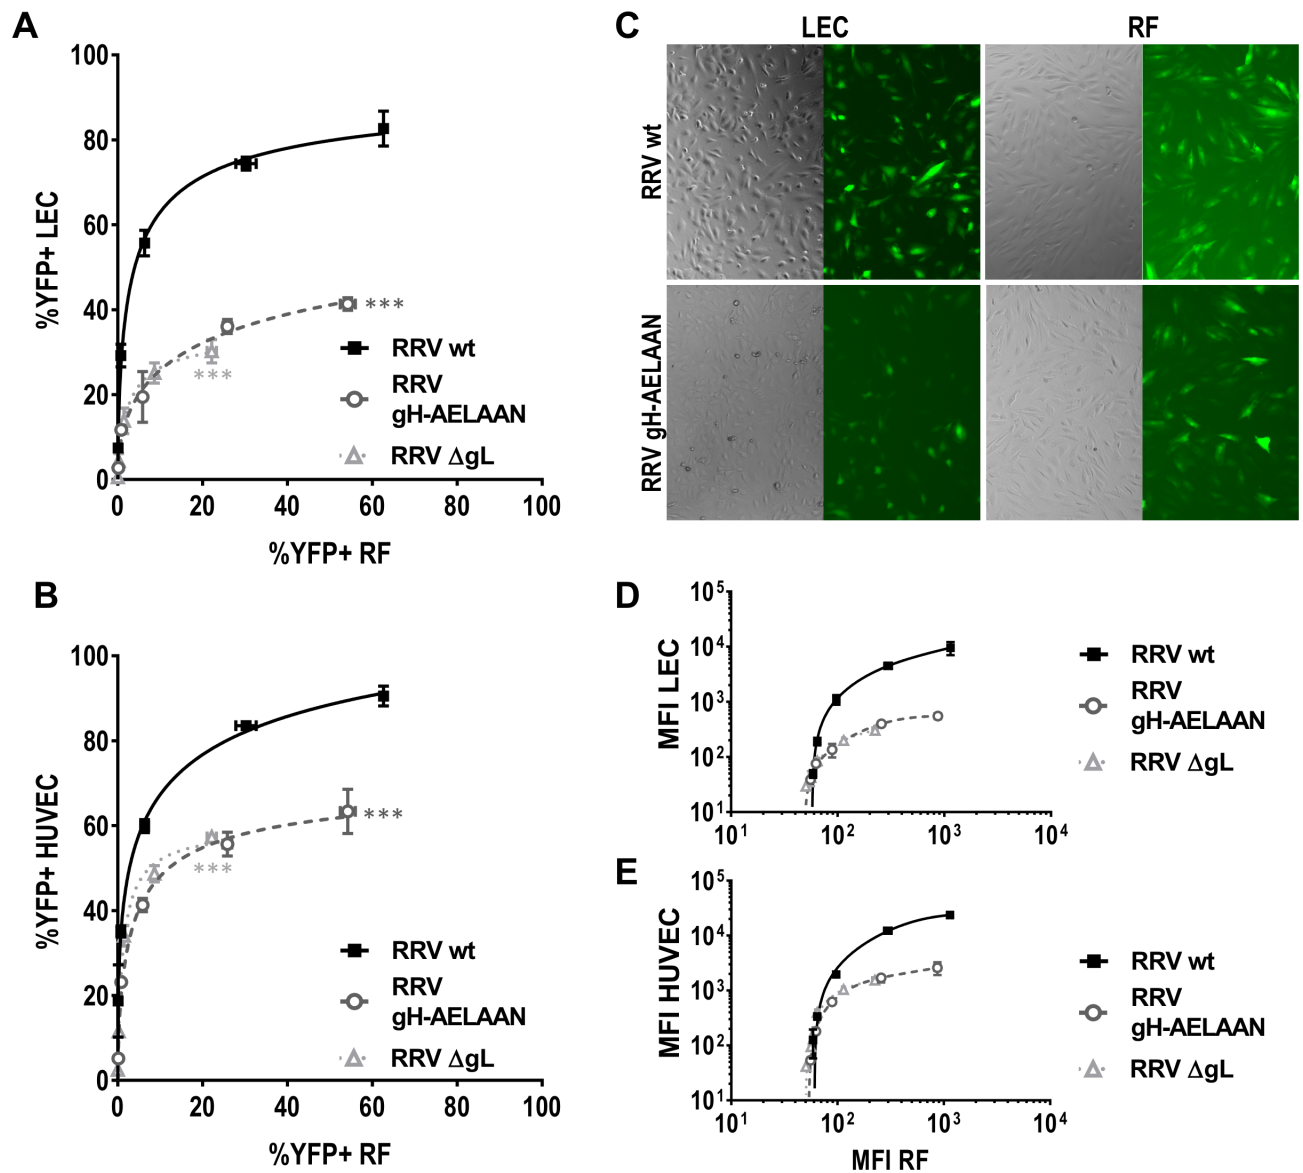 A
100
80
60
40
20
0
0 20 40 60 80 100
%YFP+ LEC
%YFP+ RF
***
***
RRV wt
RRV
gH-AELAAN
RRV ΔgL
B
100
80
60
40
20
0
0 20 40 60 80 100
%YFP+ HUVEC
%YFP+ RF
***
***
RRV wt
RRV
gH-AELAAN
RRV ΔgL
C
LEC RF
RRV wt
RRV gH-AELAAN
D
10⁵
10⁴
10³
10²
10¹
10¹ 10² 10³ 10⁴
MFI LEC
RRV wt
RRV
gH-AELAAN
RRV ΔgL
E
10⁵
10⁴
10³
10²
10¹
10¹ 10² 10³ 10⁴
MFI HUVEC
MFI RF
RRV wt
RRV
gH-AELAAN
RRV ΔgL